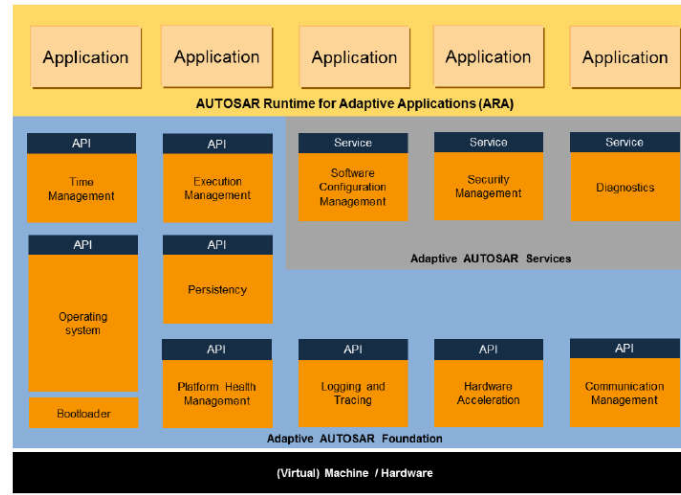 Application
Application
Application
Application
Application
AUTOSAR Runtime for Adaptive Applications (ARA)
API
Time
Management
API
Execution
Management
Service
Software
Configuration
Management
Service
Security
Management
Service
Diagnostics
Adaptive AUTOSAR Services
API
Operating
system
Bootloader
API
Persistency
API
Platform Health
Management
API
Logging and
Tracing
API
Hardware
Acceleration
API
Communication
Management
Adaptive AUTOSAR Foundation
(Virtual) Machine / Hardware